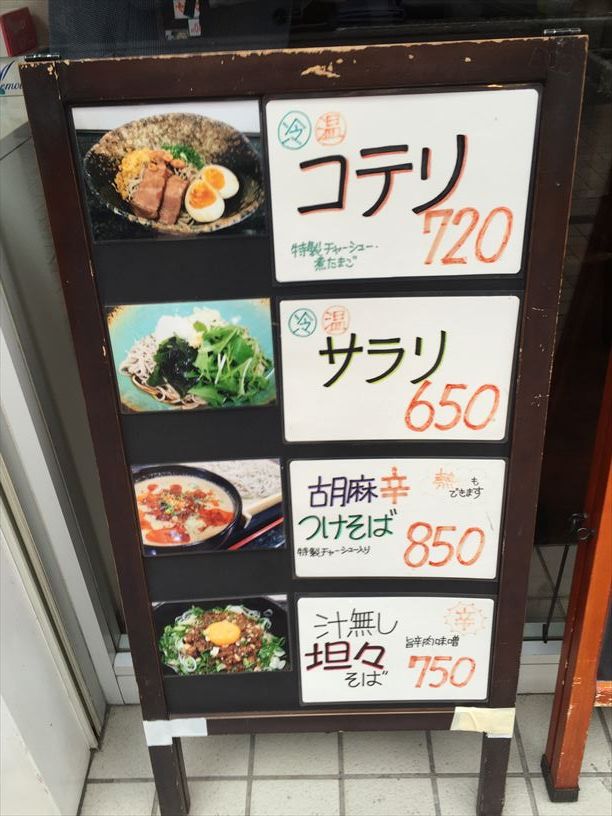 冷 温
コテリ
720
特製チャーシュー・
煮たまご
冷 温
サラリ
650
胡麻辛
熱も
できます
つけそば
特製チャーシュー入り
850
汁無し
辛
坦々
旨辛肉味噌
そば
750